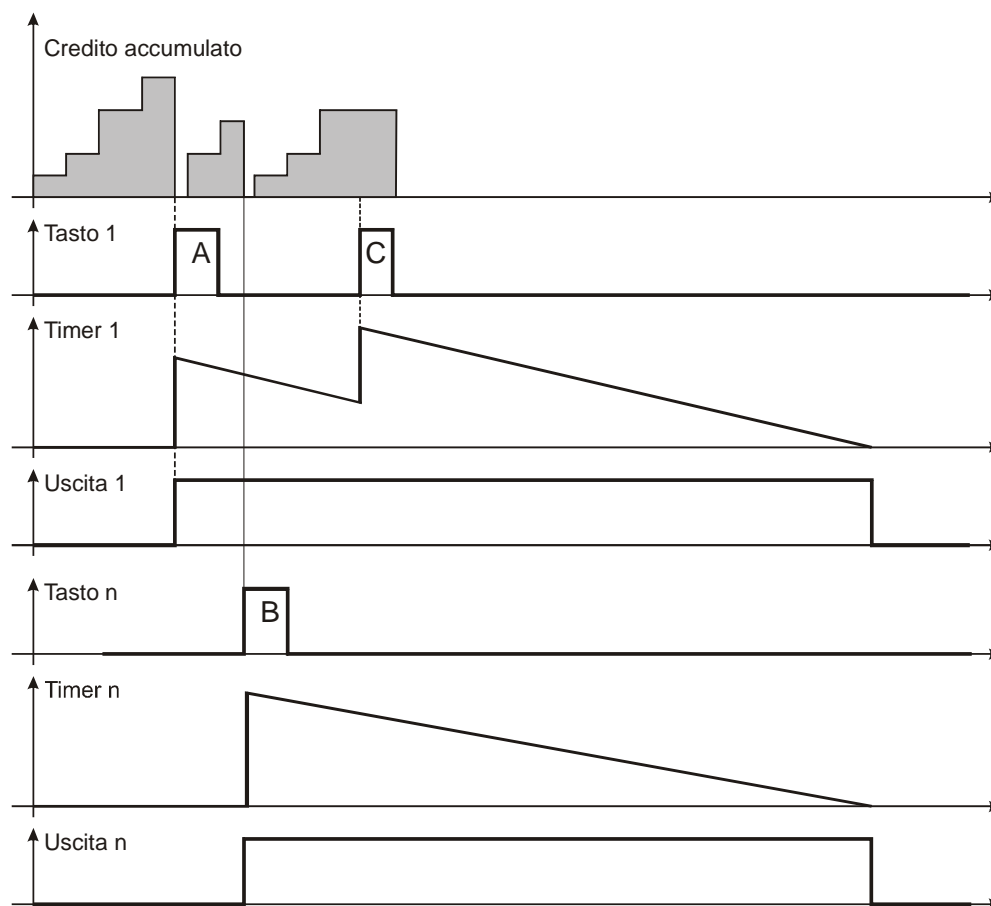 Credito accumulato
Tasto 1
A
C
Timer 1
Uscita 1
Tasto n
B
Timer n
Uscita n